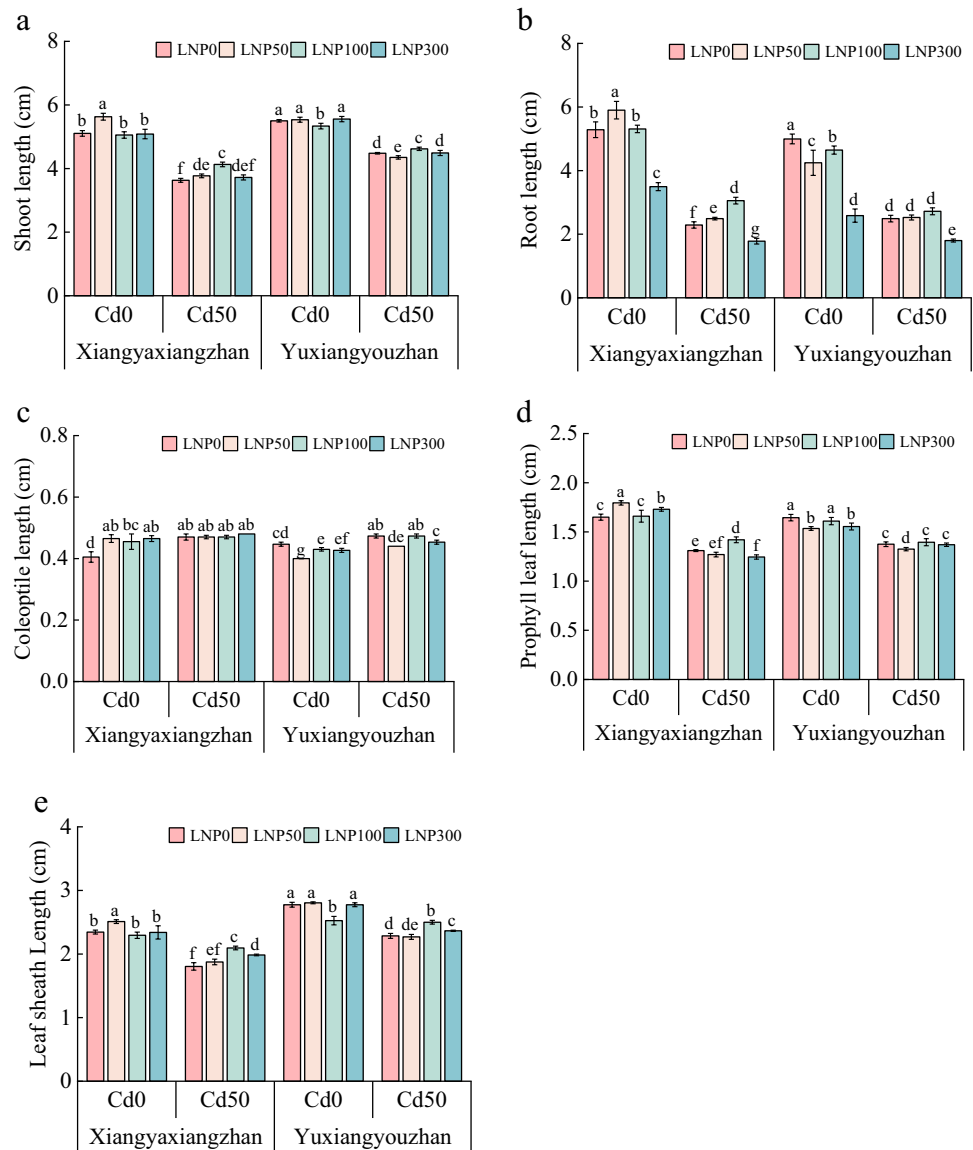 a
8
6
4
2
0
Shoot length (cm)
LNP0 LNP50 LNP100 LNP300
b a b b f de c def a a b a d e c d
Cd0 Cd50 Cd0 Cd50
Xiangyaxiangzhan Yuxiangyouzhan
b
8
6
4
2
0
Root length (cm)
LNP0 LNP50 LNP100 LNP300
b a b c f e d g a c b d d d d e
Cd0 Cd50 Cd0 Cd50
Xiangyaxiangzhan Yuxiangyouzhan
c
0.8
0.6
0.4
0.2
0.0
Coleoptile length (cm)
LNP0 LNP50 LNP100 LNP300
d ab bc ab ab ab ab ab cd g e ef ab de ab c
Cd0 Cd50 Cd0 Cd50
Xiangyaxiangzhan Yuxiangyouzhan
d
2.5
2.0
1.5
1.0
0.5
0.0
Prophyll leaf length (cm)
LNP0 LNP50 LNP100 LNP300
c a c b e ef d f a b a b c d c c
Cd0 Cd50 Cd0 Cd50
Xiangyaxiangzhan Yuxiangyouzhan
e
4
3
2
1
0
Leaf sheath Length (cm)
LNP0 LNP50 LNP100 LNP300
b a b b f ef c d a a b a d de b c
Cd0 Cd50 Cd0 Cd50
Xiangyaxiangzhan Yuxiangyouzhan